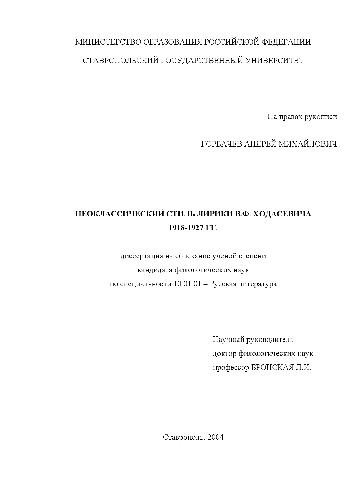 МИНИСТЕРСТВО ОБРАЗОВАНИЯ РОССИЙСКОЙ ФЕДЕРАЦИИ
СТАВРОПОЛЬСКИЙ ГОСУДАРСТВЕННЫЙ УНИВЕРСИТЕТ
На правах рукописи
ГОРБАЧЕВ АНДРЕЙ МИХАЙЛОВИЧ
НЕОКЛАССИЧЕСКИЙ СТИЛЬ ЛИРИКИ В.Ф. ХОДАСЕВИЧА
1918-1927 ГГ.
диссертация на соискание ученой степени
кандидата филологических наук
по специальности 10.01.01 – Русская литература
Научный руководитель:
доктор филологических наук
профессор БРОНСКАЯ Л.И.
Ставрополь, 2004